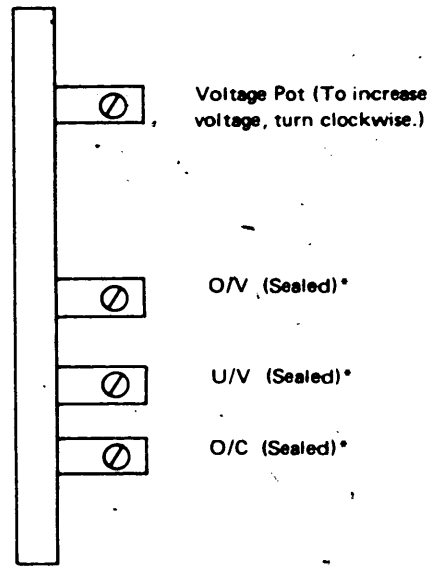 Voltage Pot (To increase
voltage, turn clockwise.)
O/V (Sealed)*
U/V (Sealed)*
O/C (Sealed)*